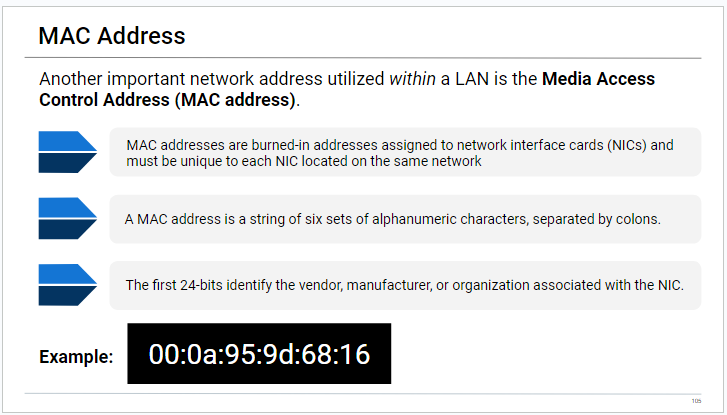 MAC Address
Another important network address utilized within a LAN is the Media Access
Control Address (MAC address).
MAC addresses are burned-in addresses assigned to network interface cards (NICs) and
must be unique to each NIC located on the same network
A MAC address is a string of six sets of alphanumeric characters, separated by colons.
The first 24-bits identify the vendor, manufacturer, or organization associated with the NIC.
Example:
00:0a:95:9d:68:16
105